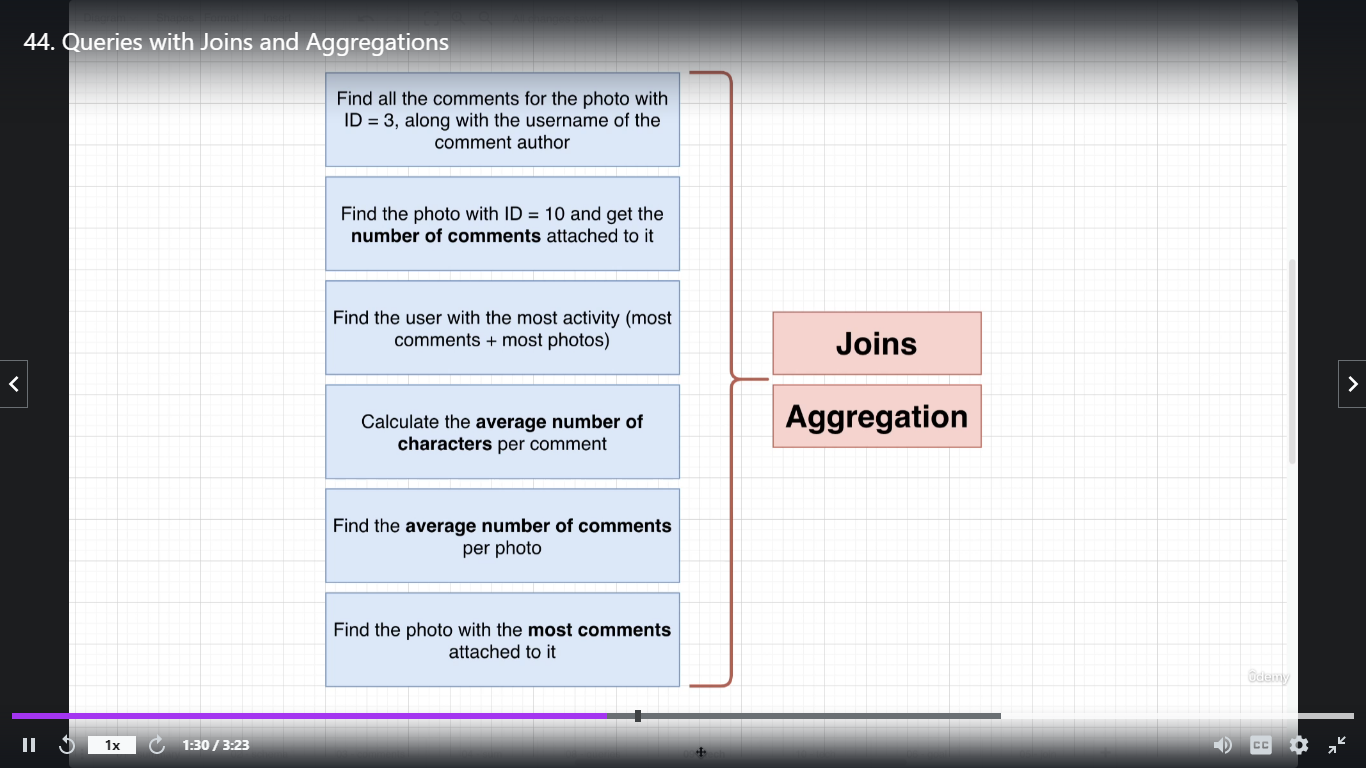 44. Queries with Joins and Aggregations
Find all the comments for the photo with
ID = 3, along with the username of the
comment author
Find the photo with ID = 10 and get the
number of comments attached to it
Find the user with the most activity (most
comments + most photos)
Calculate the average number of
characters per comment
Find the average number of comments
per photo
Find the photo with the most comments
attached to it
Joins
Aggregation
ûdemy
1x
1:30 / 3:23
CC